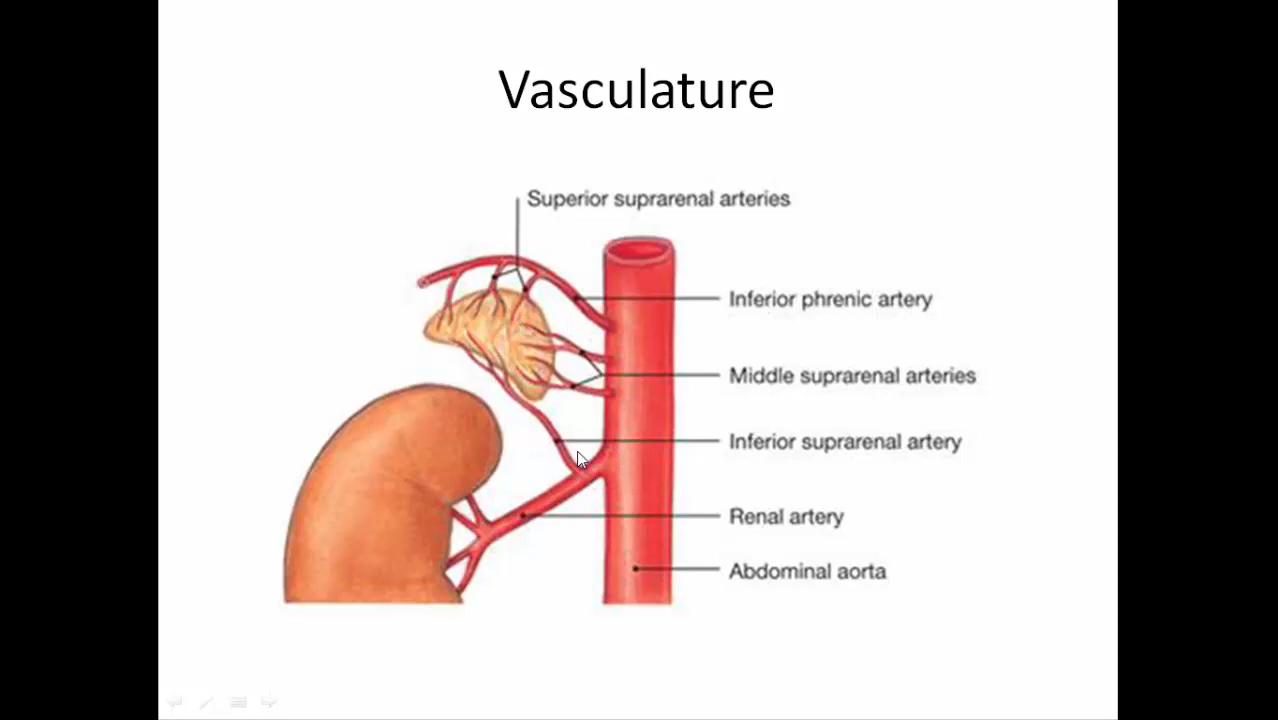 Vasculature
Superior suprarenal arteries
Inferior phrenic artery
Middle suprarenal arteries
Inferior suprarenal artery
Renal artery
Abdominal aorta